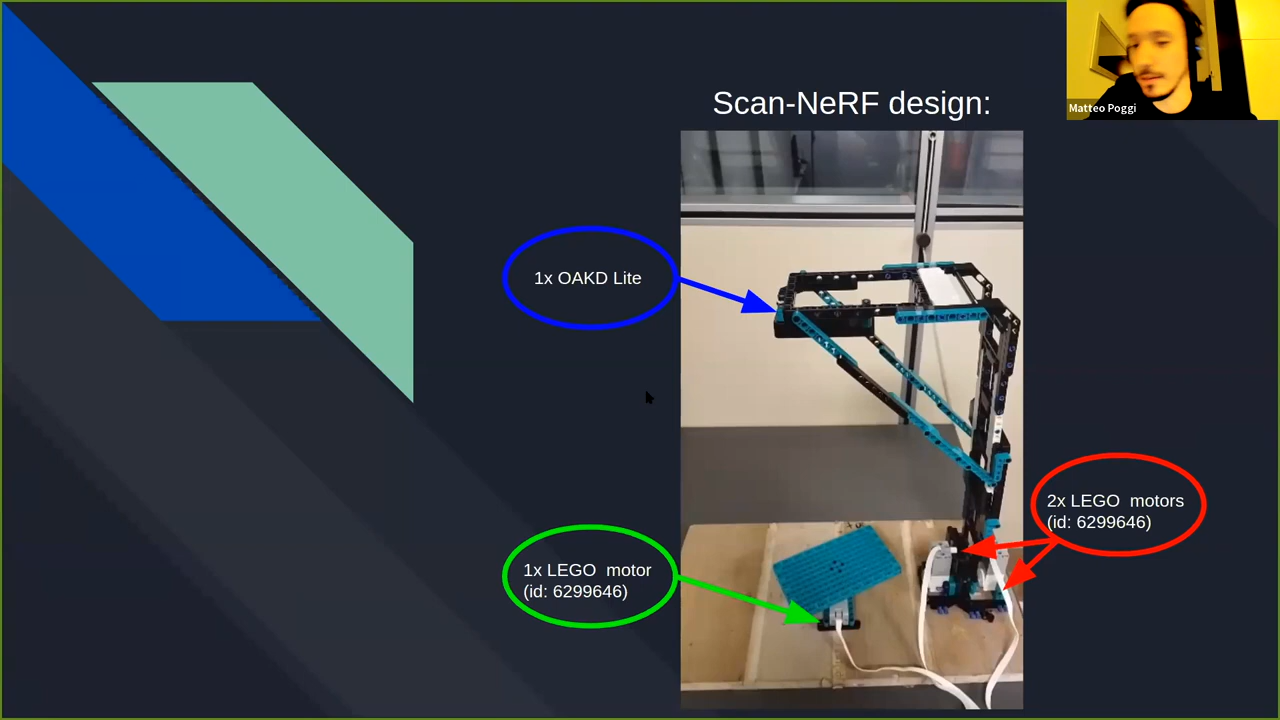 Scan-NeRF design:
Matteo Poggi
1x OAKD Lite
2x LEGO motors
(id: 6299646)
1x LEGO motor
(id: 6299646)